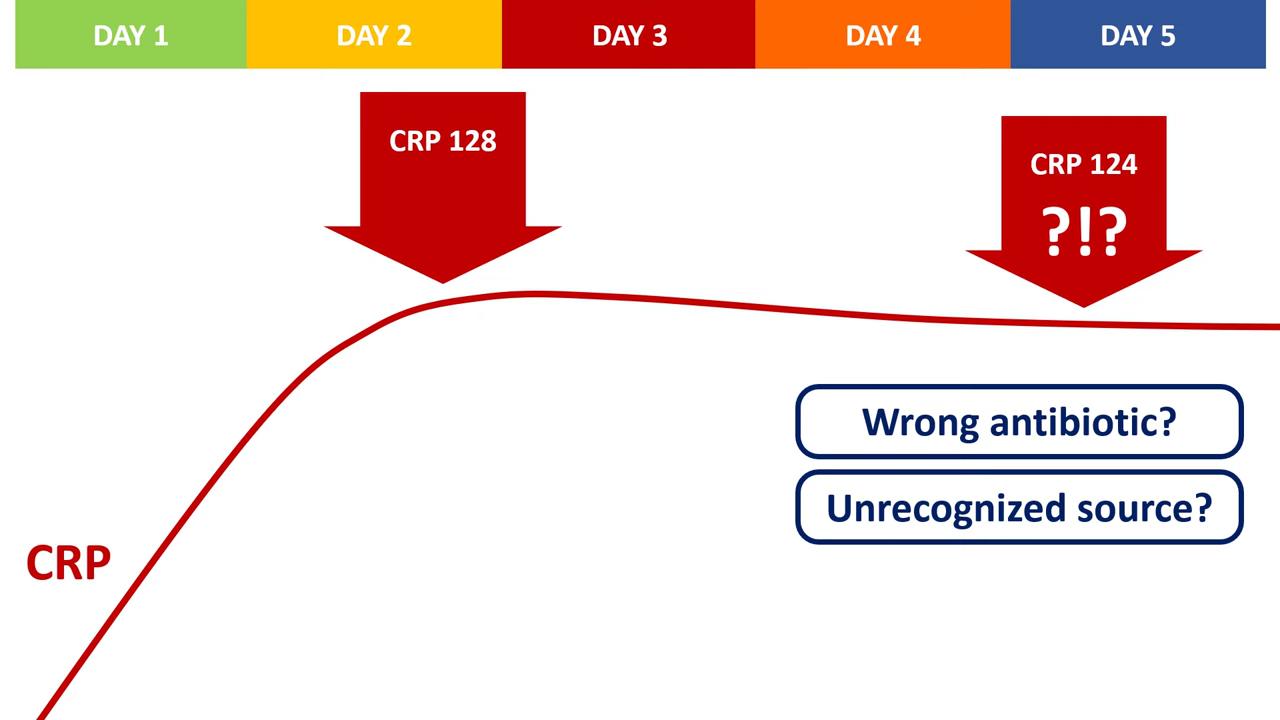 DAY 1
DAY 2
DAY 3
DAY 4
DAY 5
CRP 128
CRP 124
?!?
Wrong antibiotic?
Unrecognized source?
CRP